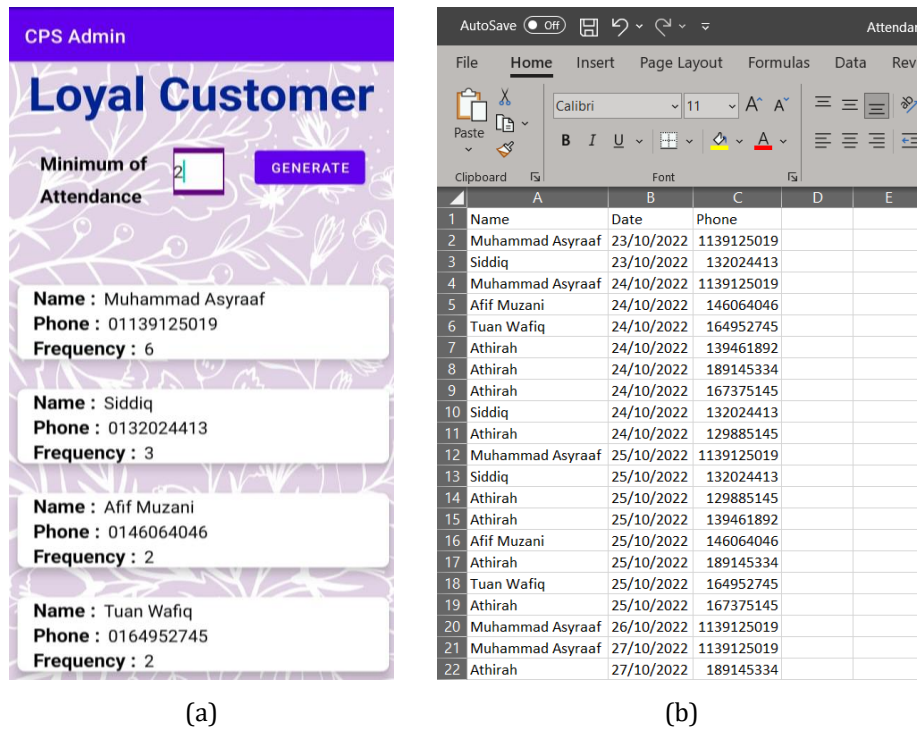 CPS Admin
Loyal Customer
Minimum of
Attendance
2
GENERATE
Name : Muhammad Asyraaf
Phone : 01139125019
Frequency : 6
Name : Siddiq
Phone : 0132024413
Frequency : 3
Name : Afif Muzani
Phone : 0146064046
Frequency : 2
Name : Tuan Wafiq
Phone : 0164952745
Frequency : 2
(a)
AutoSave Off Attendan
File Home Insert Page Layout Formulas Data Rev
Paste Calibri 11 A A
B I U A
Clipboard Font
A B C D E
1 Name Date Phone
2 Muhammad Asyraaf 23/10/2022 1139125019
3 Siddiq 23/10/2022 132024413
4 Muhammad Asyraaf 24/10/2022 1139125019
5 Afif Muzani 24/10/2022 146064046
6 Tuan Wafiq 24/10/2022 164952745
7 Athirah 24/10/2022 139461892
8 Athirah 24/10/2022 189145334
9 Athirah 24/10/2022 167375145
10 Siddiq 24/10/2022 132024413
11 Athirah 24/10/2022 129885145
12 Muhammad Asyraaf 25/10/2022 1139125019
13 Siddiq 25/10/2022 132024413
14 Athirah 25/10/2022 129885145
15 Athirah 25/10/2022 139461892
16 Afif Muzani 25/10/2022 146064046
17 Athirah 25/10/2022 189145334
18 Tuan Wafiq 25/10/2022 164952745
19 Athirah 25/10/2022 167375145
20 Muhammad Asyraaf 26/10/2022 1139125019
21 Muhammad Asyraaf 27/10/2022 1139125019
22 Athirah 27/10/2022 189145334
(b)